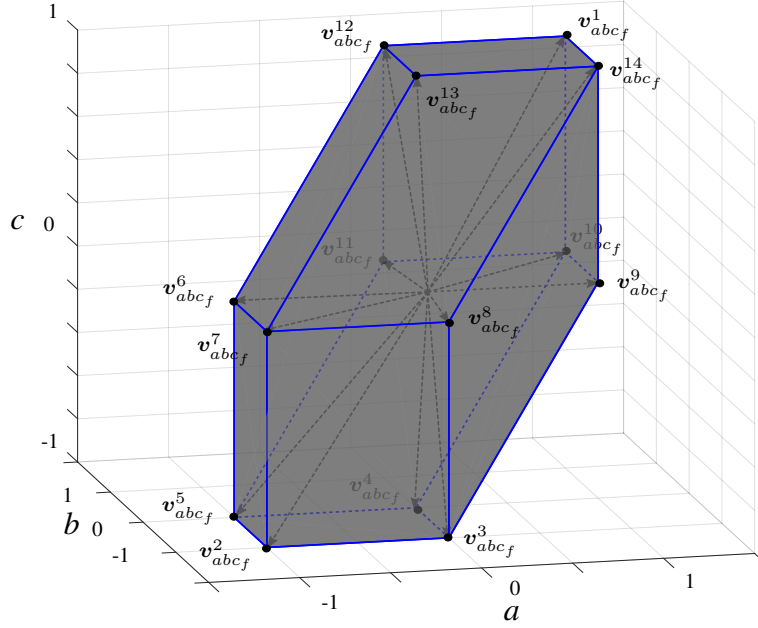 1
v^{12}_{abc_f}
v^{1}_{abc_f}
v^{14}_{abc_f}
v^{13}_{abc_f}
c
0
v^{11}_{abc_f}
v^{10}_{abc_f}
v^{6}_{abc_f}
v^{9}_{abc_f}
v^{7}_{abc_f}
v^{8}_{abc_f}
-1
v^{4}_{abc_f}
1
v^{5}_{abc_f}
b
0
v^{3}_{abc_f}
-1
v^{2}_{abc_f}
-1
0
1
a